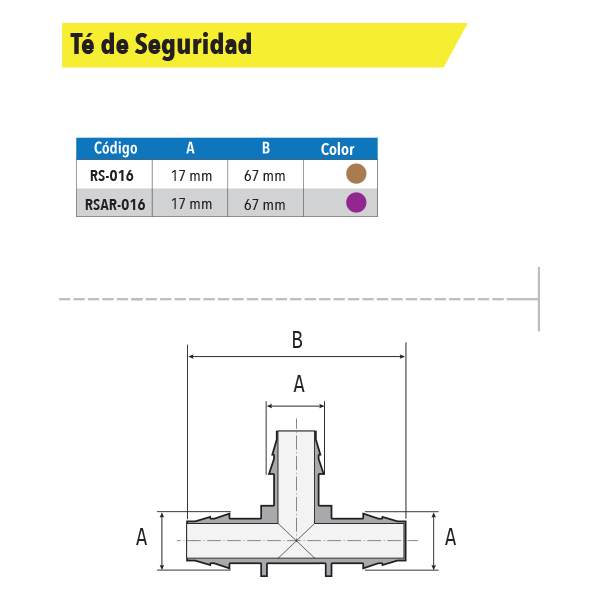 Té de Seguridad
Código A B Color
RS-016 17 mm 67 mm
RSAR-016 17 mm 67 mm
B
A
A A